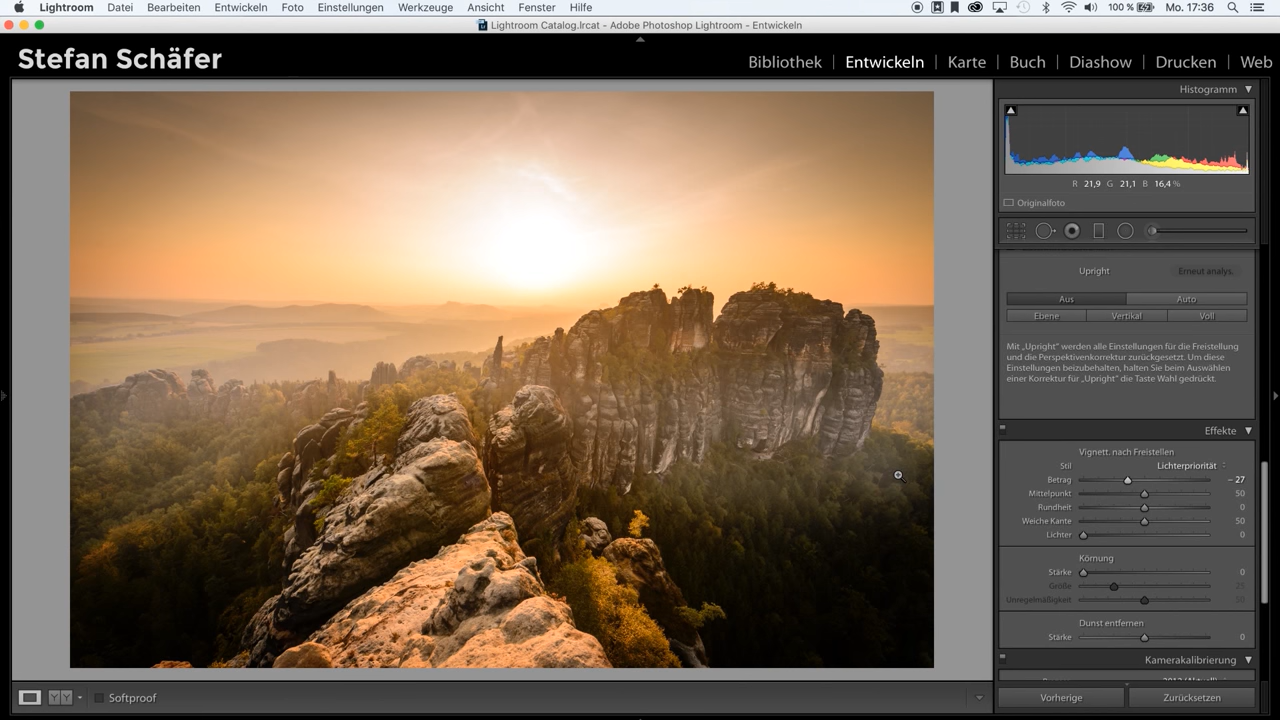 Lightroom Datei Bearbeiten Entwickeln Foto Einstellungen Werkzeuge Ansicht Fenster Hilfe 100 % Mo. 17:36
Lightroom Catalog.lrcat - Adobe Photoshop Lightroom - Entwickeln
Stefan Schäfer
Bibliothek | Entwickeln | Karte | Buch | Diashow | Drucken | Web
Histogramm
R 21,9 G 21,1 B 16,4 %
Originalfoto
Upright Erneut analys.
Aus Auto
Ebene Vertikal Voll
Mit „Upright" werden alle Einstellungen für die Freistellung
und die Perspektivenkorrektur zurückgesetzt. Um diese
Einstellungen beizubehalten, halten Sie beim Auswählen
einer Korrektur für „Upright" die Taste Wahl gedrückt.
Effekte
Vignett. nach Freistellen
Stil Lichterpriorität
Betrag – 27
Mittelpunkt 50
Rundheit 0
Weiche Kante 50
Lichter 0
Körnung
Stärke 0
Größe 25
Unregelmäßigkeit 50
Dunst entfernen
Stärke 0
Kamerakalibrierung
YY Softproof
Vorherige Zurücksetzen